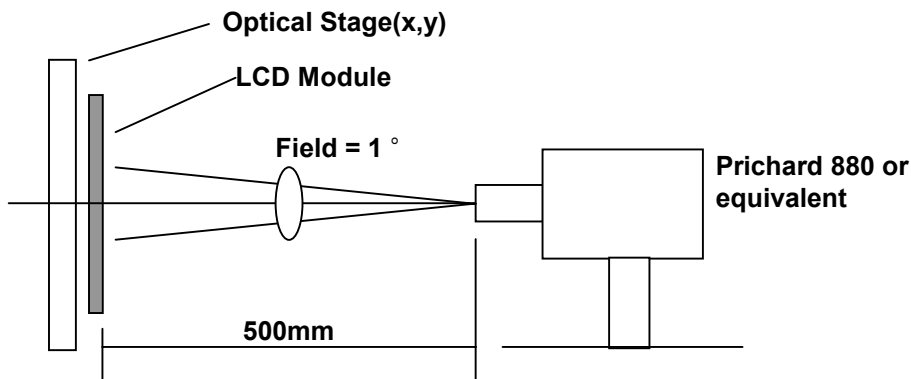 Optical Stage(x,y)
LCD Module
Field = 1 °
Prichard 880 or
equivalent
500mm